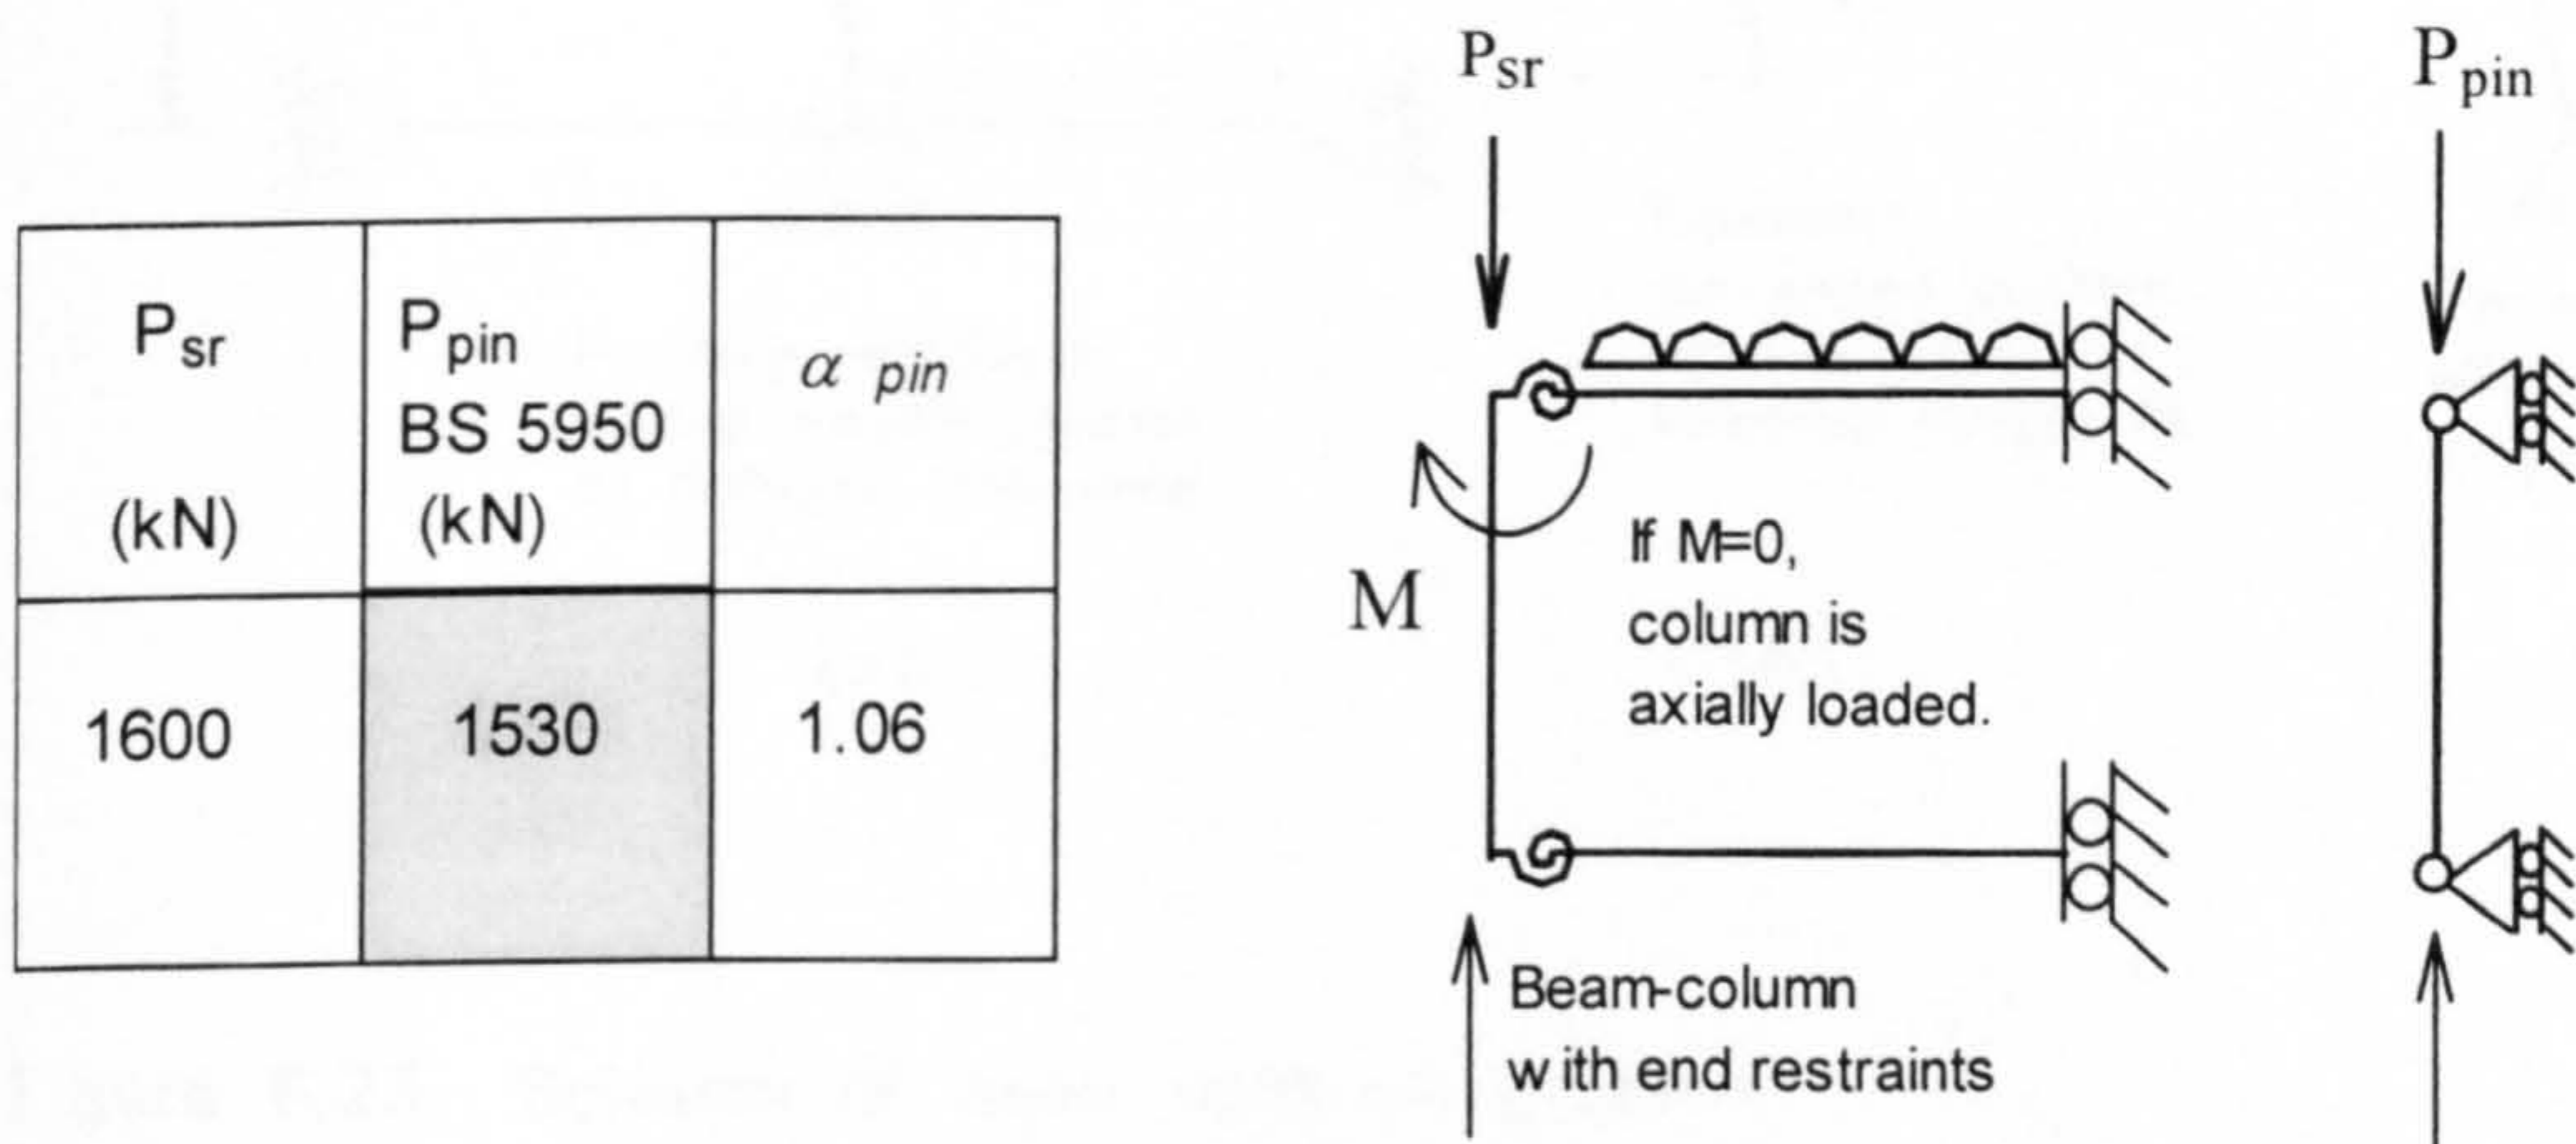 Psr
(kN)
Ppin
BS 5950
(kN)
α pin
1600
1530
1.06
Psr
M
If M=0,
column is
axially loaded.
Beam-column
with end restraints
Ppin